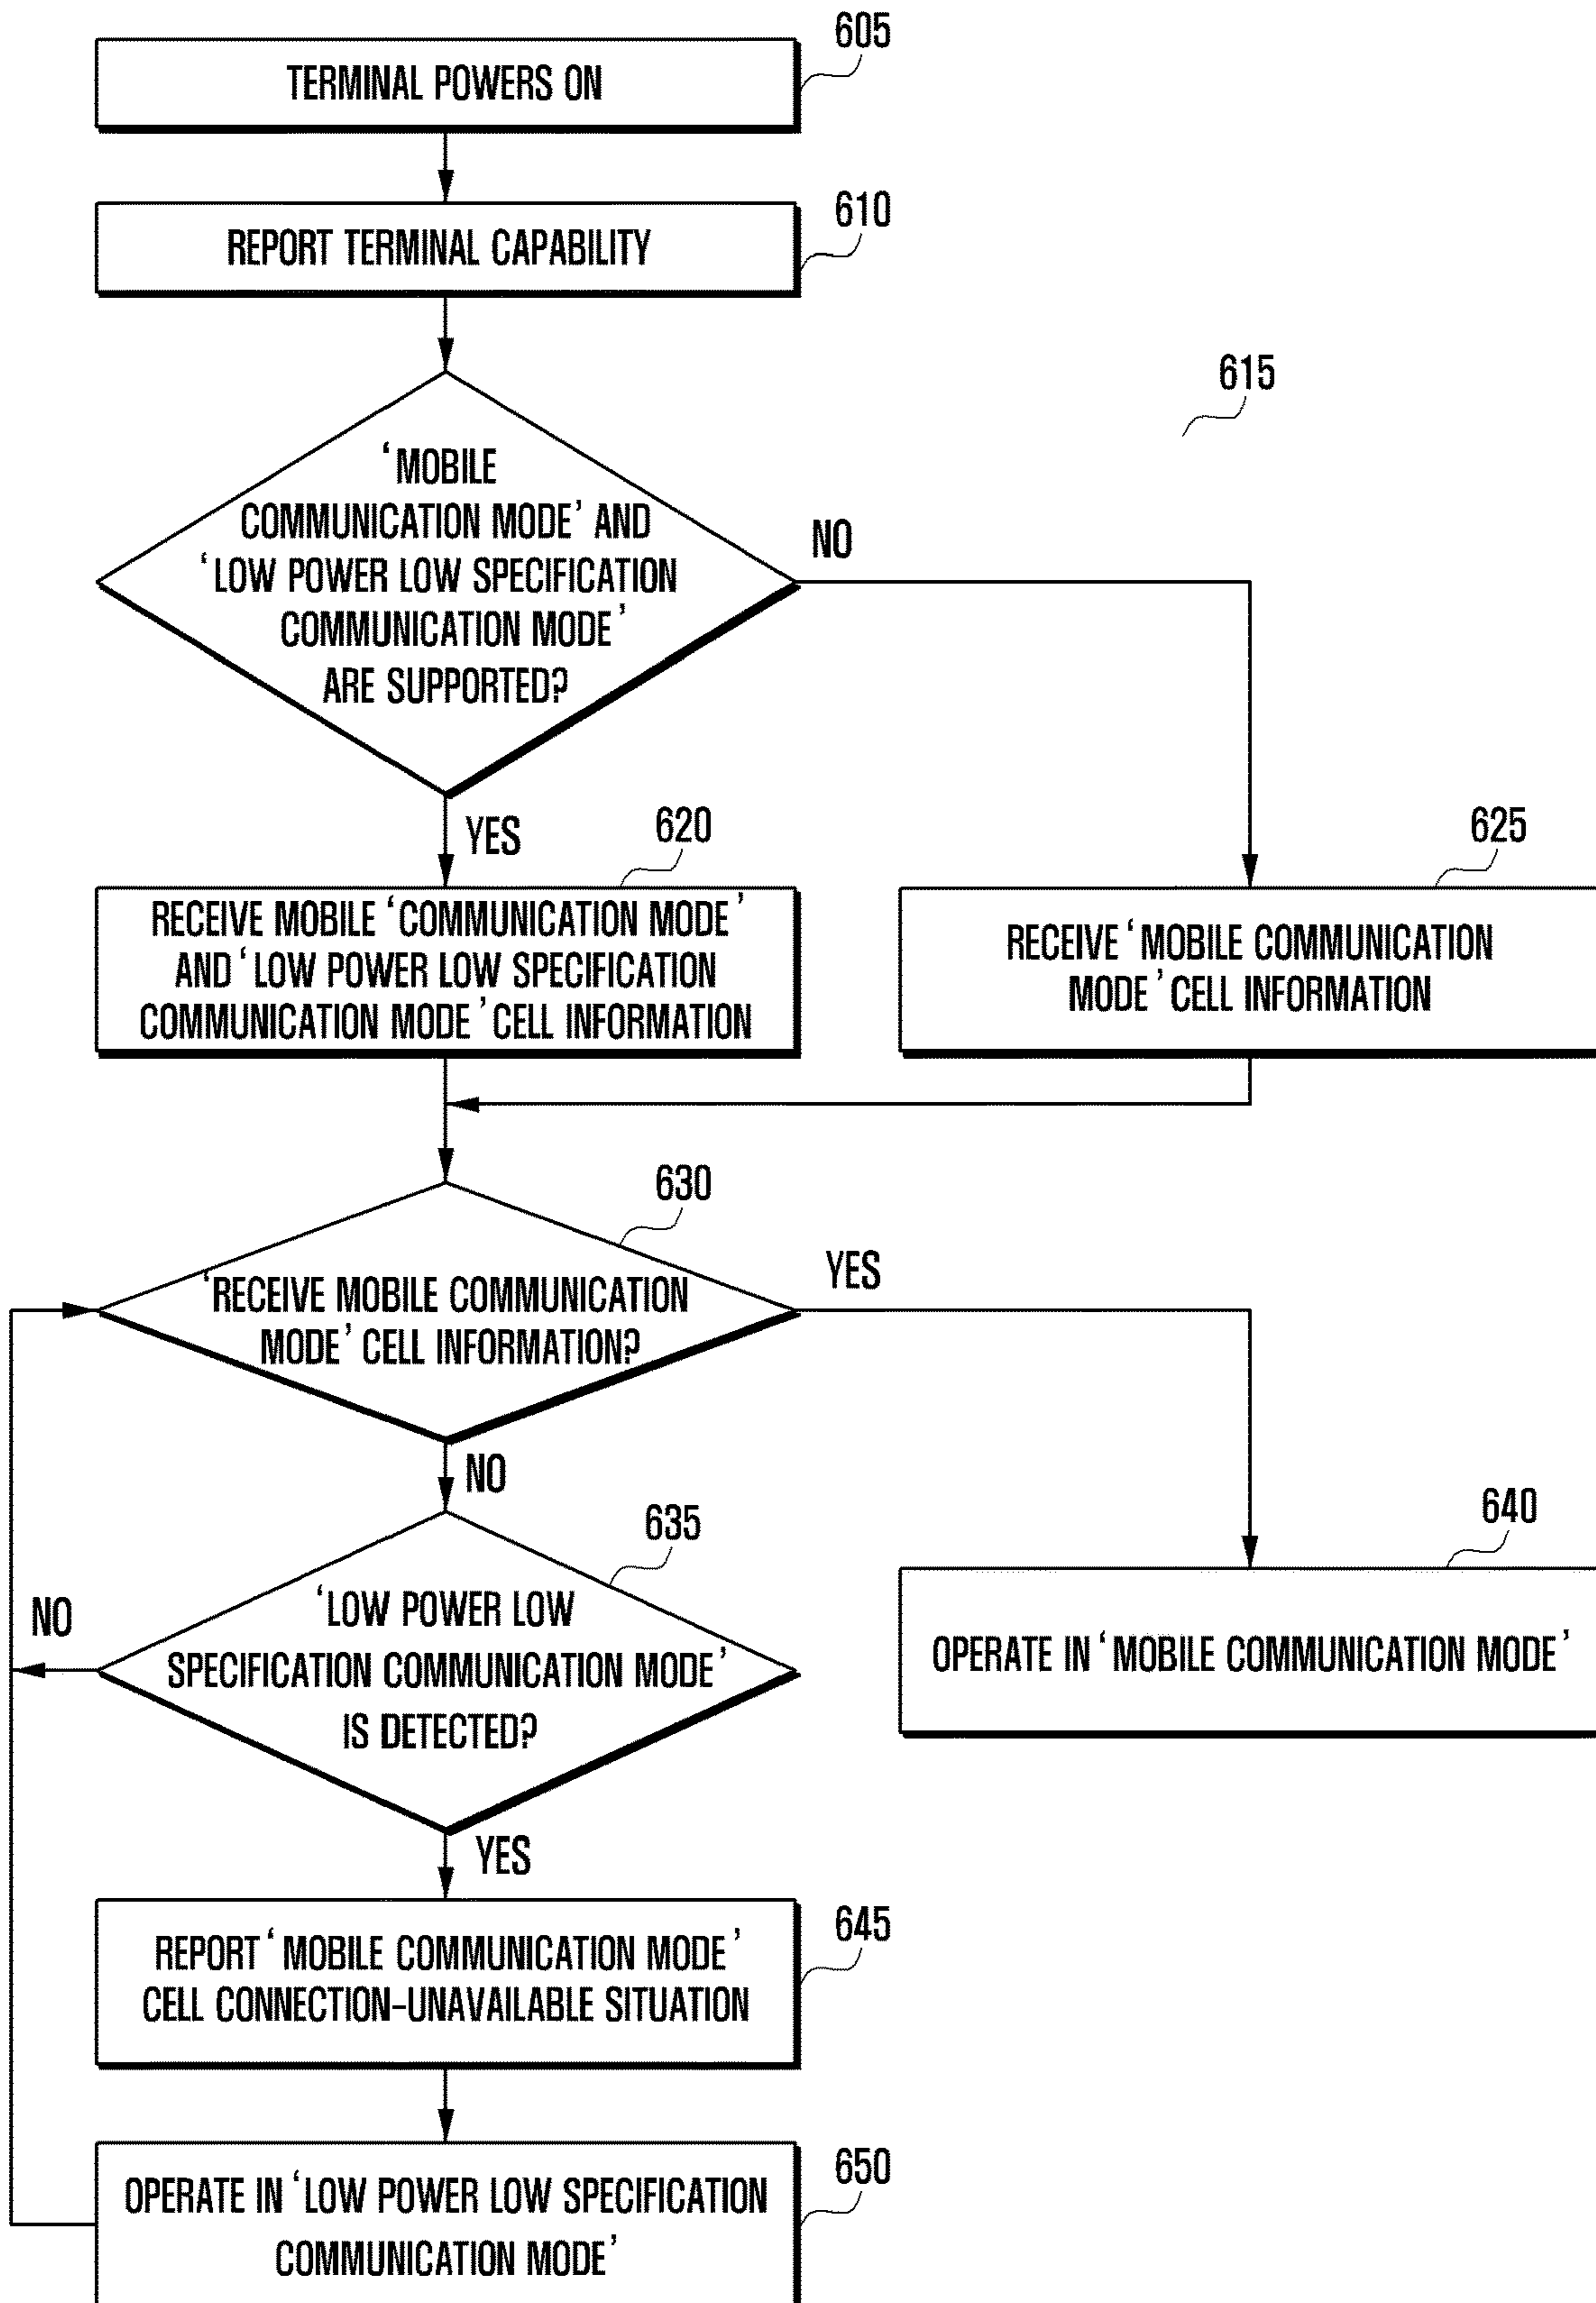 605
TERMINAL POWERS ON
610
REPORT TERMINAL CAPABILITY
615
‘MOBILE
COMMUNICATION MODE’ AND
‘LOW POWER LOW SPECIFICATION
COMMUNICATION MODE’
ARE SUPPORTED?
NO
YES
620
625
RECEIVE MOBILE ‘COMMUNICATION MODE’
AND ‘LOW POWER LOW SPECIFICATION
COMMUNICATION MODE’ CELL INFORMATION
RECEIVE ‘MOBILE COMMUNICATION
MODE’ CELL INFORMATION
630
‘RECEIVE MOBILE COMMUNICATION
MODE’ CELL INFORMATION?
YES
NO
635
640
‘LOW POWER LOW
SPECIFICATION COMMUNICATION MODE’
IS DETECTED?
NO
OPERATE IN ‘MOBILE COMMUNICATION MODE’
YES
645
REPORT ‘MOBILE COMMUNICATION MODE’
CELL CONNECTION-UNAVAILABLE SITUATION
650
OPERATE IN ‘LOW POWER LOW SPECIFICATION
COMMUNICATION MODE’